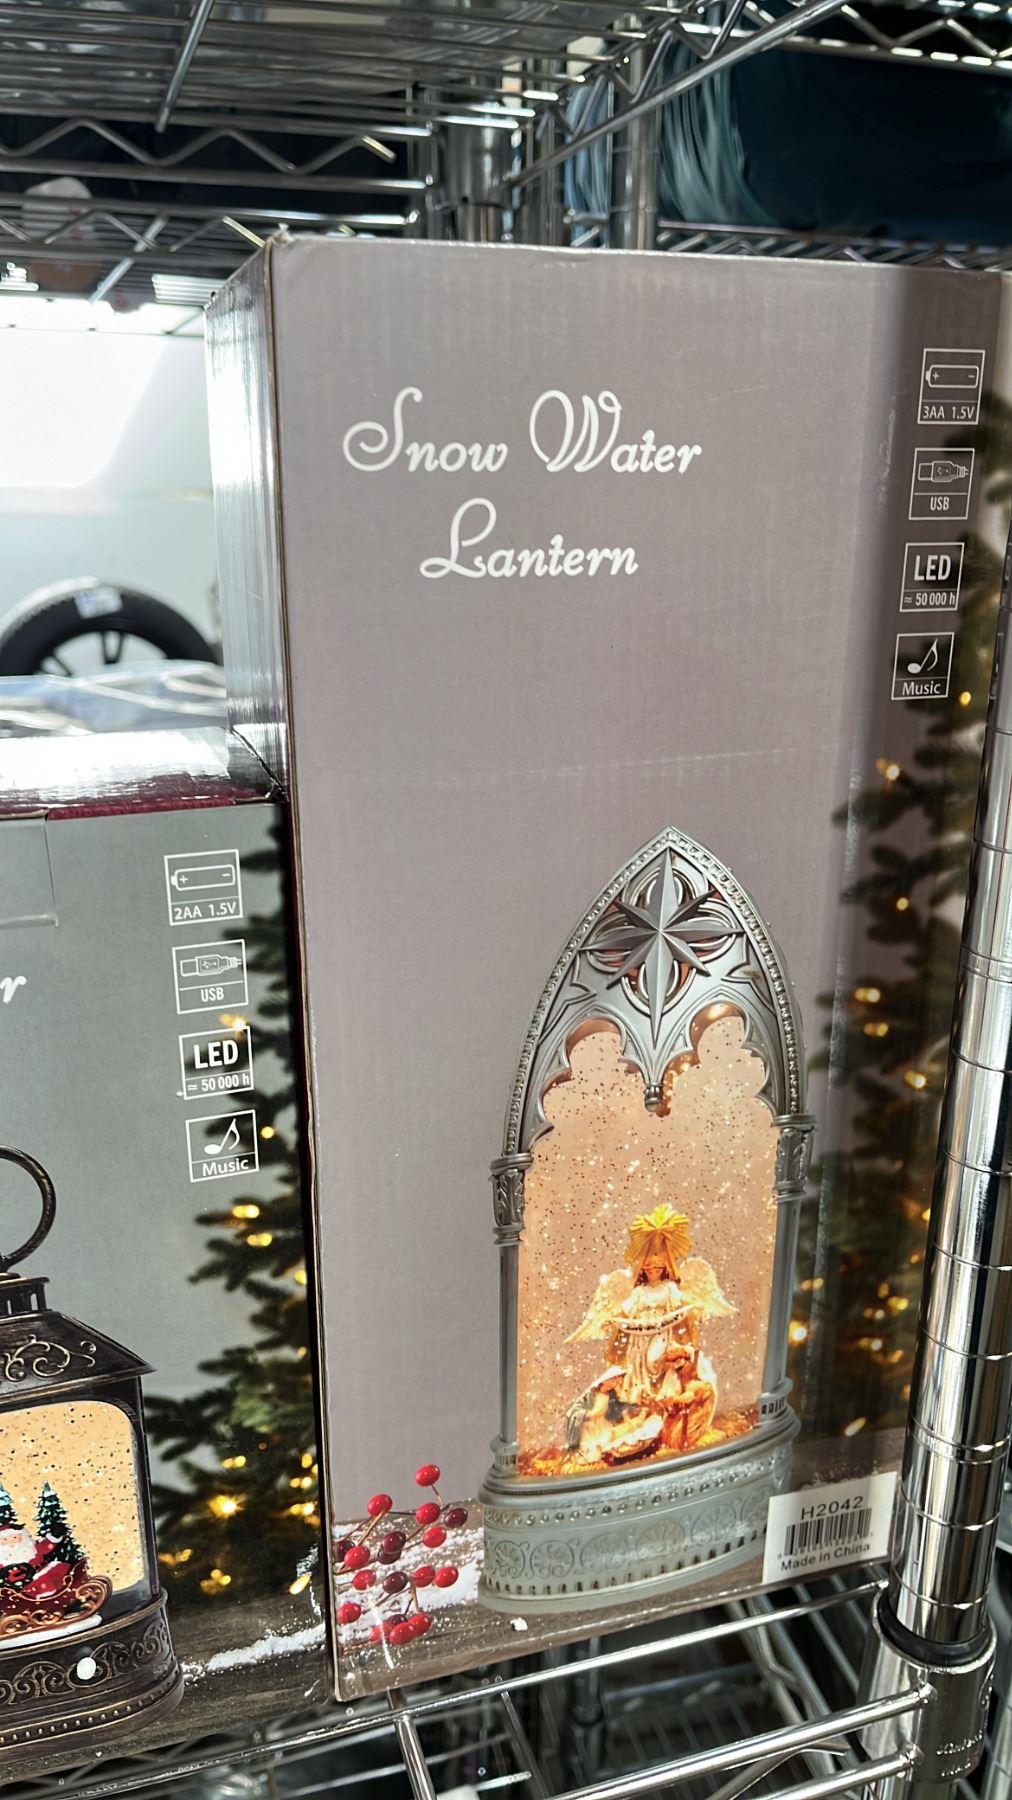 Snow Water
Lantern
3AA 1.5V
USB
LED
≈ 50 000 h
Music
H2042
Made in China
2AA 1.5V
USB
LED
≈ 50 000 h
Music